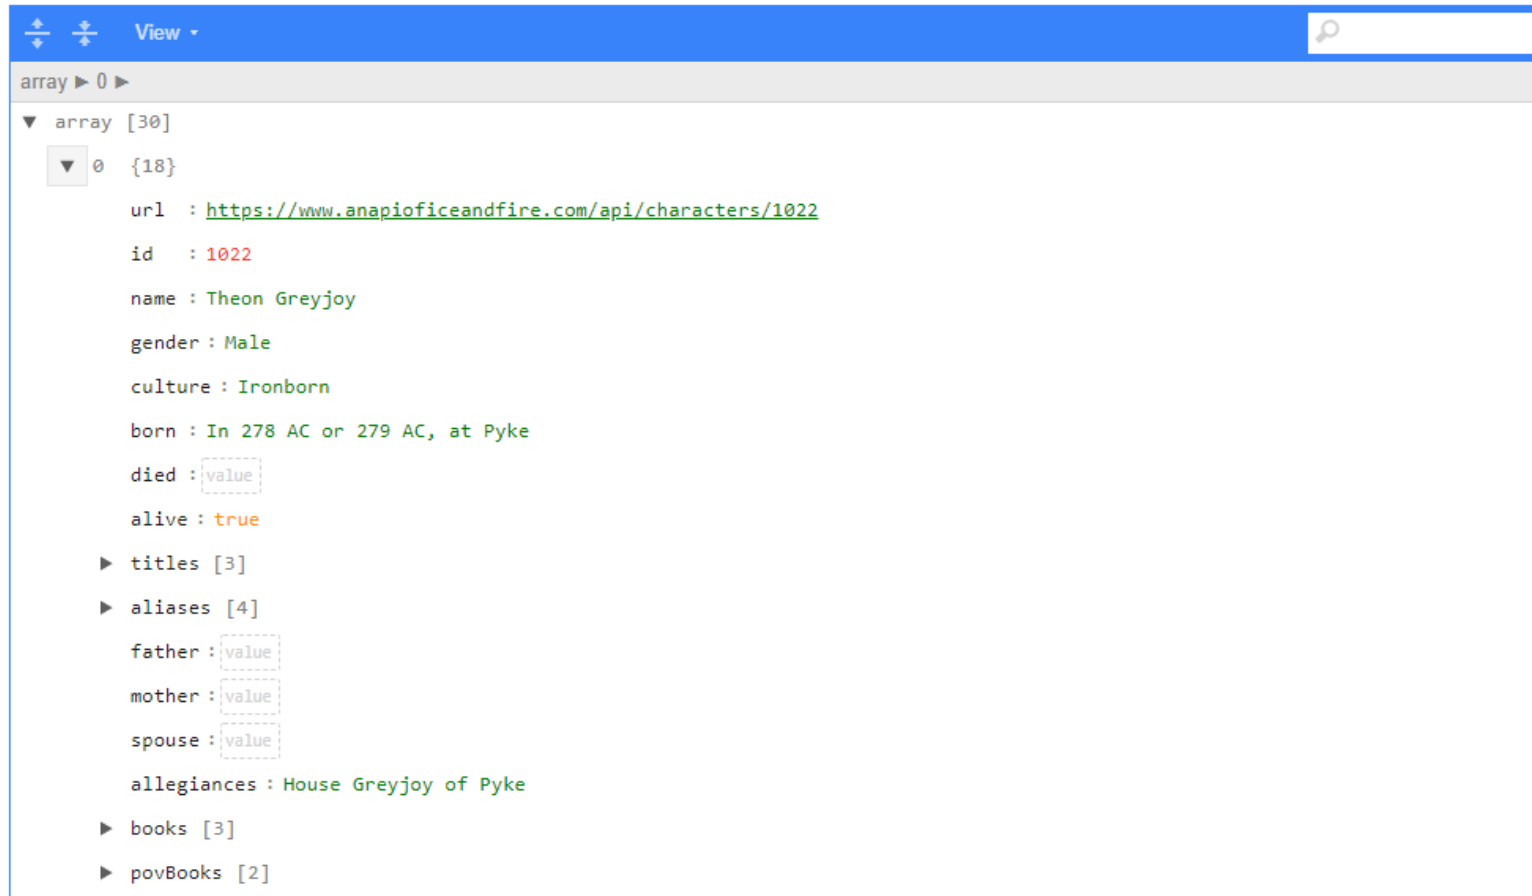 View
array ▶ 0 ▶
▼ array [30]
▼ 0 {18}
url : https://www.anapioficeandfire.com/api/characters/1022
id : 1022
name : Theon Greyjoy
gender : Male
culture : Ironborn
born : In 278 AC or 279 AC, at Pyke
died : value
alive : true
▶ titles [3]
▶ aliases [4]
father : value
mother : value
spouse : value
allegiances : House Greyjoy of Pyke
▶ books [3]
▶ povBooks [2]